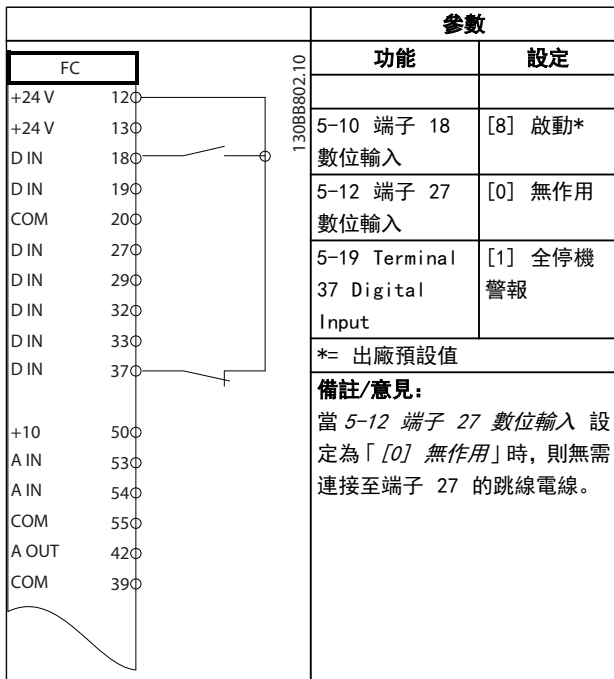 FC
+24 V 12
+24 V 13
D IN 18
D IN 19
COM 20
D IN 27
D IN 29
D IN 32
D IN 33
D IN 37
+10 50
A IN 53
A IN 54
COM 55
A OUT 42
COM 39
130BB802.10
參數
功能 設定
5-10 端子 18 [8] 啟動*
數位輸入
5-12 端子 27 [0] 無作用
數位輸入
5-19 Terminal [1] 全停機
37 Digital 警報
Input
*= 出廠預設值
備註/意見:
當 5-12 端子 27 數位輸入 設
定為「[0] 無作用」時, 則無需
連接至端子 27 的跳線電線。